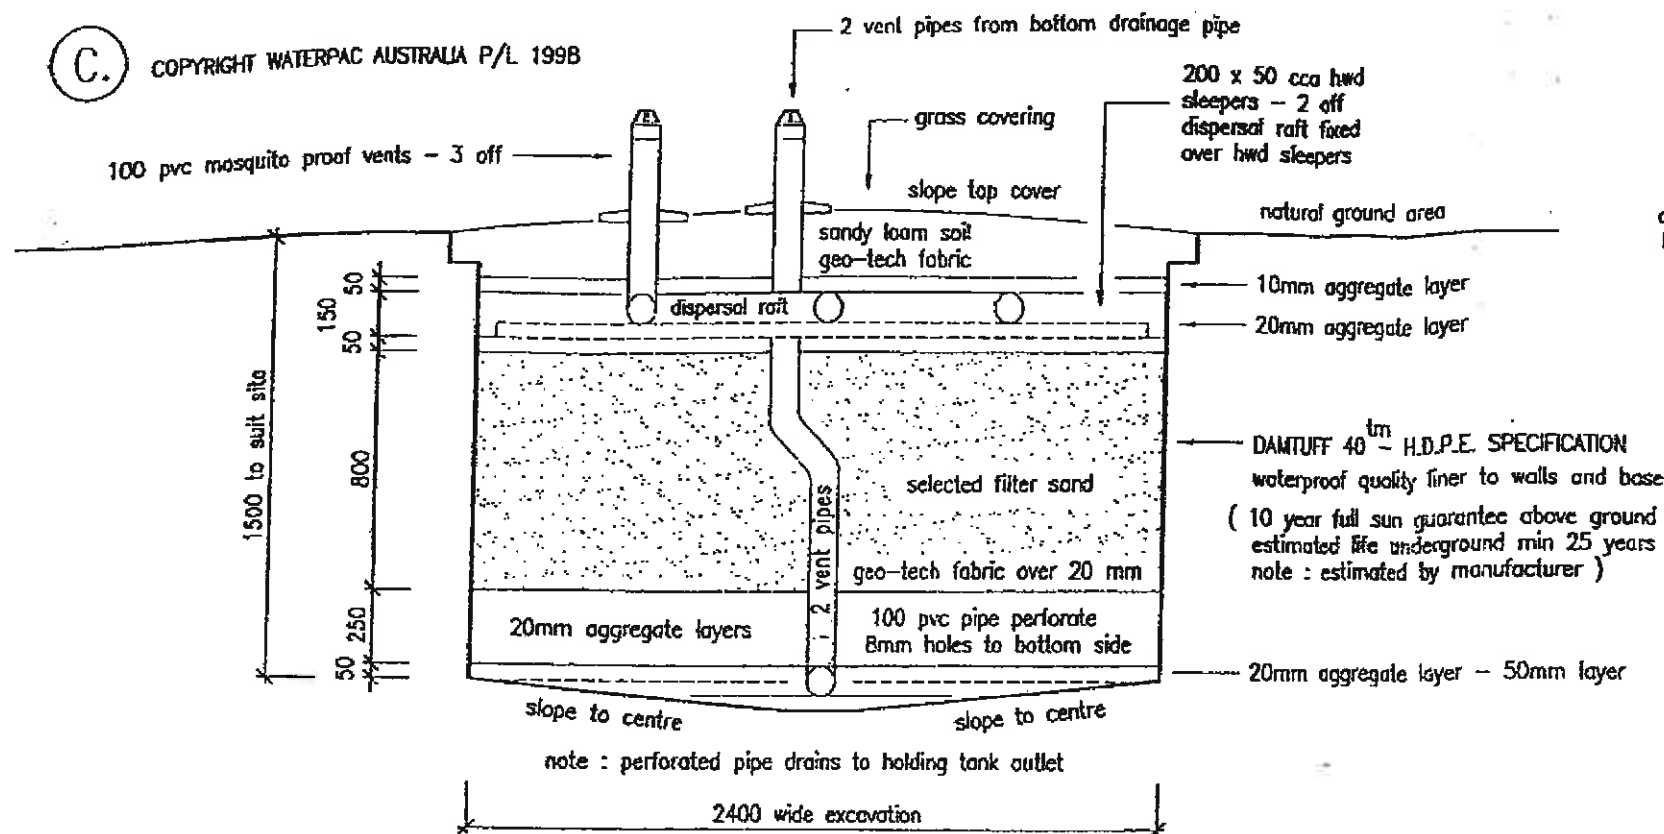 C.
COPYRIGHT WATERPAC AUSTRALIA P/L 1998
2 vent pipes from bottom drainage pipe
200 x 50 cca hwd
sleepers - 2 off
dispersal raft fixed
over hwd sleepers
grass covering
100 pvc mosquito proof vents - 3 off
slope top cover
natural ground area
sandy loam soil
geo-tech fabric
10mm aggregate layer
dispersal raft
20mm aggregate layer
50
150
50
800
250
50
1500 to suit site
DAMTUFF 40 tm - H.D.P.E. SPECIFICATION
waterproof quality liner to walls and base
( 10 year full sun guarantee above ground
estimated life underground min 25 years
note : estimated by manufacturer )
selected filter sand
2 vent pipes
geo-tech fabric over 20 mm
20mm aggregate layers
100 pvc pipe perforate
8mm holes to bottom side
20mm aggregate layer - 50mm layer
slope to centre
slope to centre
note : perforated pipe drains to holding tank outlet
2400 wide excavation